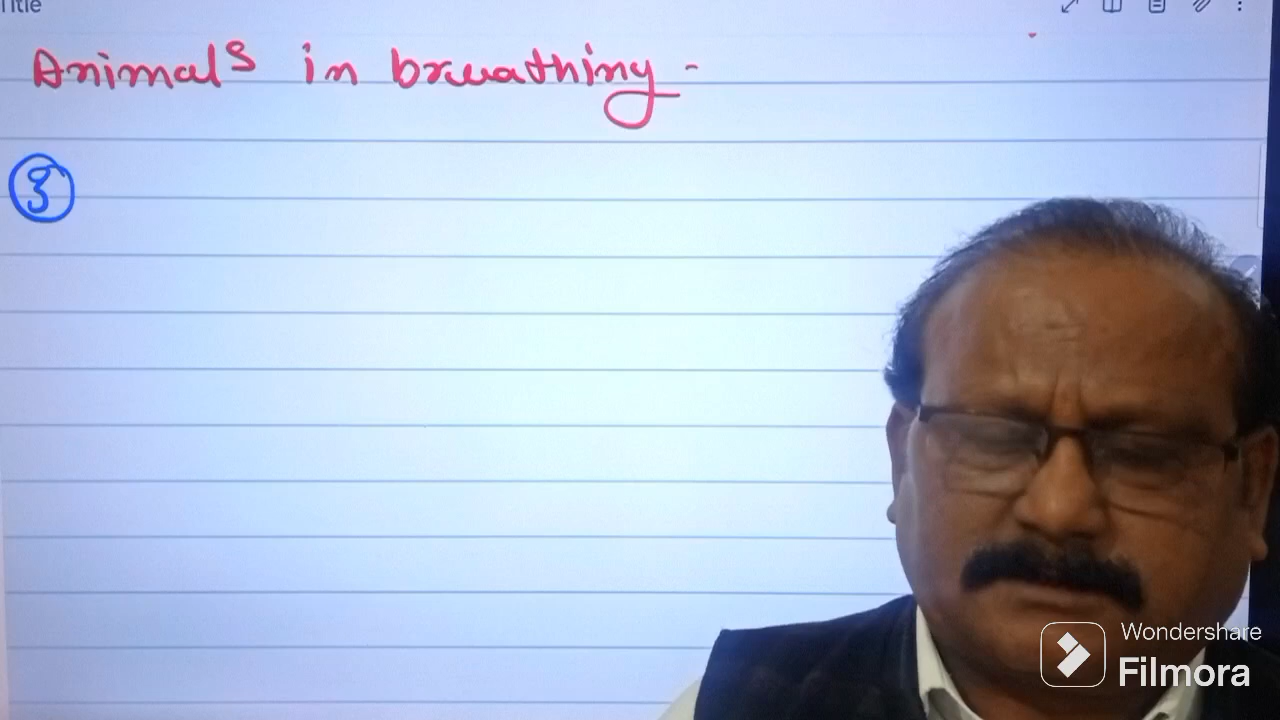 Title
Animals in breathing -
3
Wondershare
Filmora